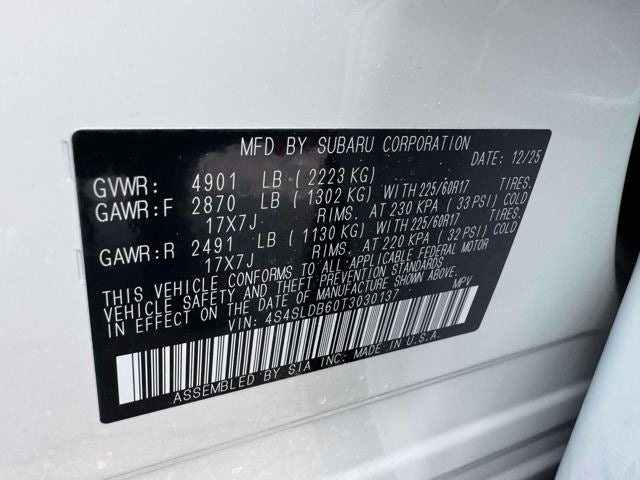 MFD BY SUBARU CORPORATION
DATE: 12/25
GVWR: 4901 LB (2223 KG)
GAWR:F 2870 LB (1302 KG) WITH 225/60R17 TIRES.
17X7J RIMS. AT 230 KPA (33 PSI) COLD
GAWR:R 2491 LB (1130 KG) WITH 225/60R17 TIRES.
17X7J RIMS. AT 220 KPA (32 PSI) COLD
THIS VEHICLE CONFORMS TO ALL APPLICABLE FEDERAL MOTOR
VEHICLE SAFETY AND THEFT PREVENTION STANDARDS
IN EFFECT ON THE DATE OF MANUFACTURE SHOWN ABOVE.
VIN: 4S4SLDB60T3030137 MPV
ASSEMBLED BY SIA INC: MADE IN U.S.A.